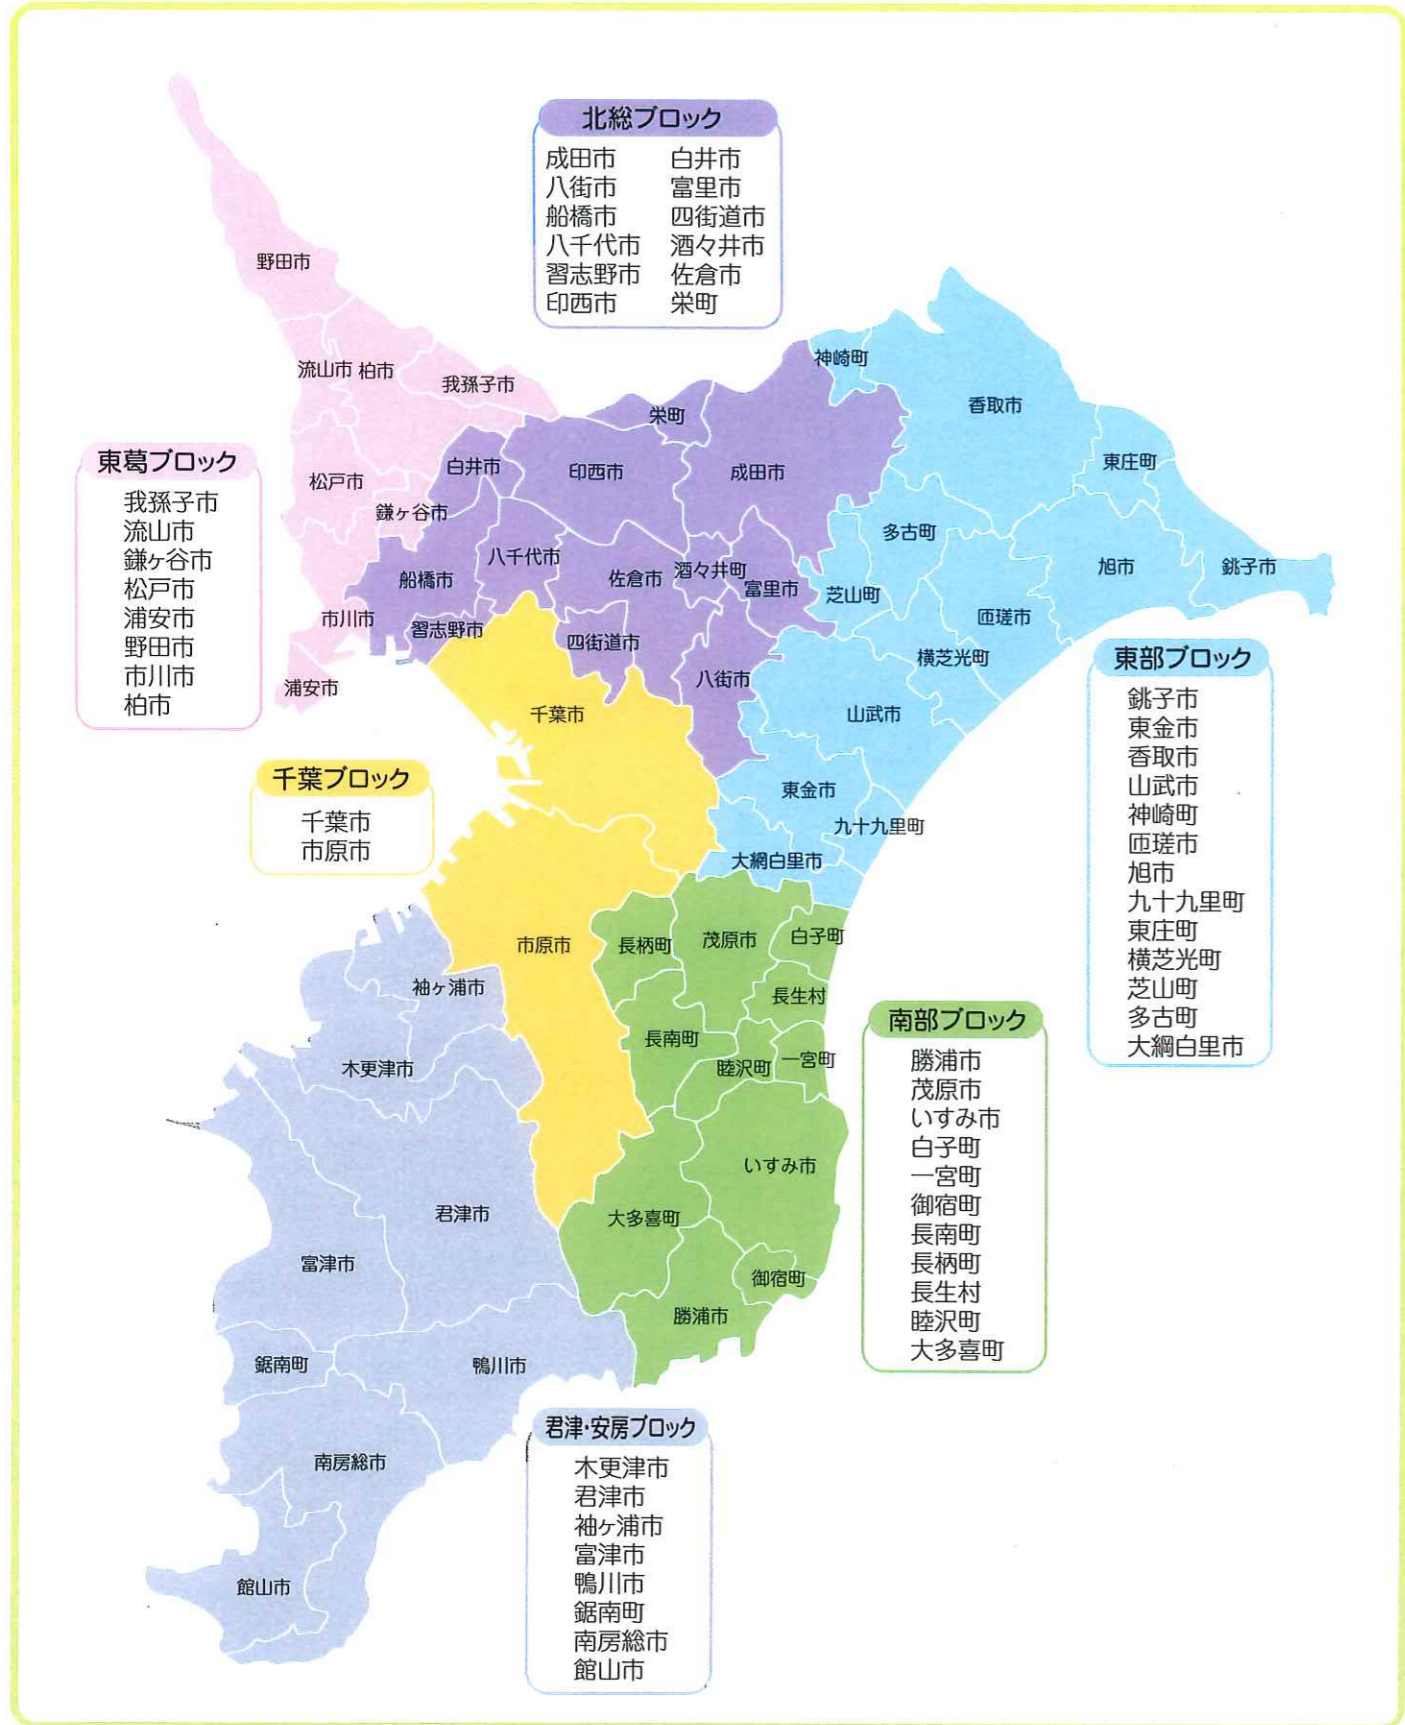 北総ブロック
成田市 白井市
八街市 富里市
船橋市 四街道市
八千代市 酒々井市
習志野市 佐倉市
印西市 栄町
野田市
流山市 柏市
我孫子市
神崎町
香取市
栄町
東庄町
白井市
印西市
成田市
松戸市
鎌ヶ谷市
多古町
八千代市
旭市
銚子市
船橋市
佐倉市
酒々井町
富里市
芝山町
匝瑳市
市川市
習志野市
四街道市
横芝光町
浦安市
八街市
千葉市
山武市
東金市
九十九里町
大網白里市
東葛ブロック
我孫子市
流山市
鎌ヶ谷市
松戸市
浦安市
野田市
市川市
柏市
千葉ブロック
千葉市
市原市
東部ブロック
銚子市
東金市
香取市
山武市
神崎町
匝瑳市
旭市
九十九里町
東庄町
横芝光町
芝山町
多古町
大網白里市
市原市
長柄町
茂原市
白子町
袖ヶ浦市
長生村
長南町
木更津市
睦沢町
一宮町
いすみ市
君津市
大多喜町
富津市
御宿町
勝浦市
鋸南町
鴨川市
南房総市
館山市
南部ブロック
勝浦市
茂原市
いすみ市
白子町
一宮町
御宿町
長南町
長柄町
長生村
睦沢町
大多喜町
君津・安房ブロック
木更津市
君津市
袖ヶ浦市
富津市
鴨川市
鋸南町
南房総市
館山市